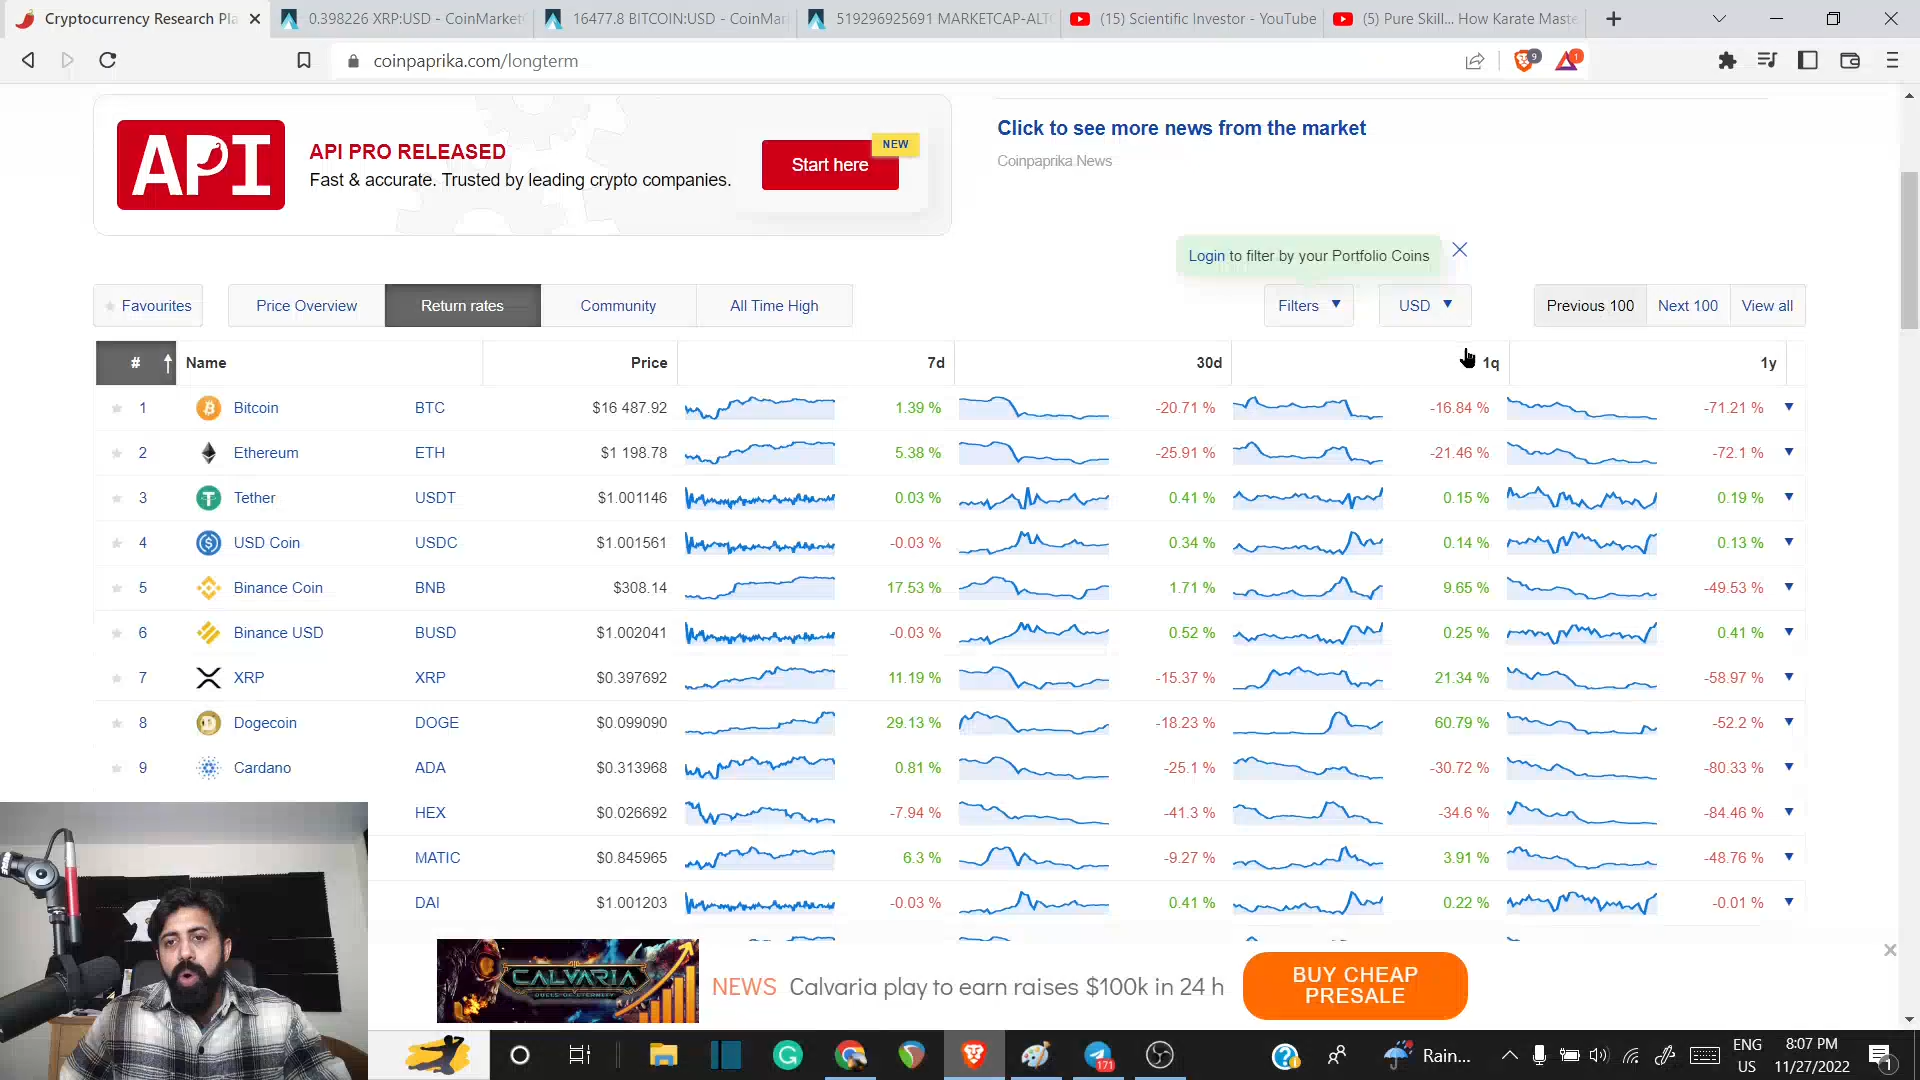 Cryptocurrency Research Pla
0.398226 XRP:USD - CoinMarket
16477.8 BITCOIN:USD - CoinMar
519296925691 MARKETCAP-ALTC
(15) Scientific Investor - YouTube
(5) Pure Skill... How Karate Maste
coinpaprika.com/longterm
9
1
API
API PRO RELEASED
Fast & accurate. Trusted by leading crypto companies.
Start here
NEW
Click to see more news from the market
Coinpaprika News
Login to filter by your Portfolio Coins
Favourites
Price Overview
Return rates
Community
All Time High
Filters
USD
Previous 100
Next 100
View all
# Name Price 7d 30d 1q 1y
1 Bitcoin BTC $16 487.92 1.39 % -20.71 % -16.84 % -71.21 %
2 Ethereum ETH $1 198.78 5.38 % -25.91 % -21.46 % -72.1 %
3 Tether USDT $1.001146 0.03 % 0.41 % 0.15 % 0.19 %
4 USD Coin USDC $1.001561 -0.03 % 0.34 % 0.14 % 0.13 %
5 Binance Coin BNB $308.14 17.53 % 1.71 % 9.65 % -49.53 %
6 Binance USD BUSD $1.002041 -0.03 % 0.52 % 0.25 % 0.41 %
7 XRP XRP $0.397692 11.19 % -15.37 % 21.34 % -58.97 %
8 Dogecoin DOGE $0.099090 29.13 % -18.23 % 60.79 % -52.2 %
9 Cardano ADA $0.313968 0.81 % -25.1 % -30.72 % -80.33 %
HEX $0.026692 -7.94 % -41.3 % -34.6 % -84.46 %
MATIC $0.845965 6.3 % -9.27 % 3.91 % -48.76 %
DAI $1.001203 -0.03 % 0.41 % 0.22 % -0.01 %
CALVARIA
DUELS OF ETERNITY
NEWS Calvaria play to earn raises $100k in 24 h
BUY CHEAP
PRESALE
171
Rain...
ENG
US
8:07 PM
11/27/2022
1